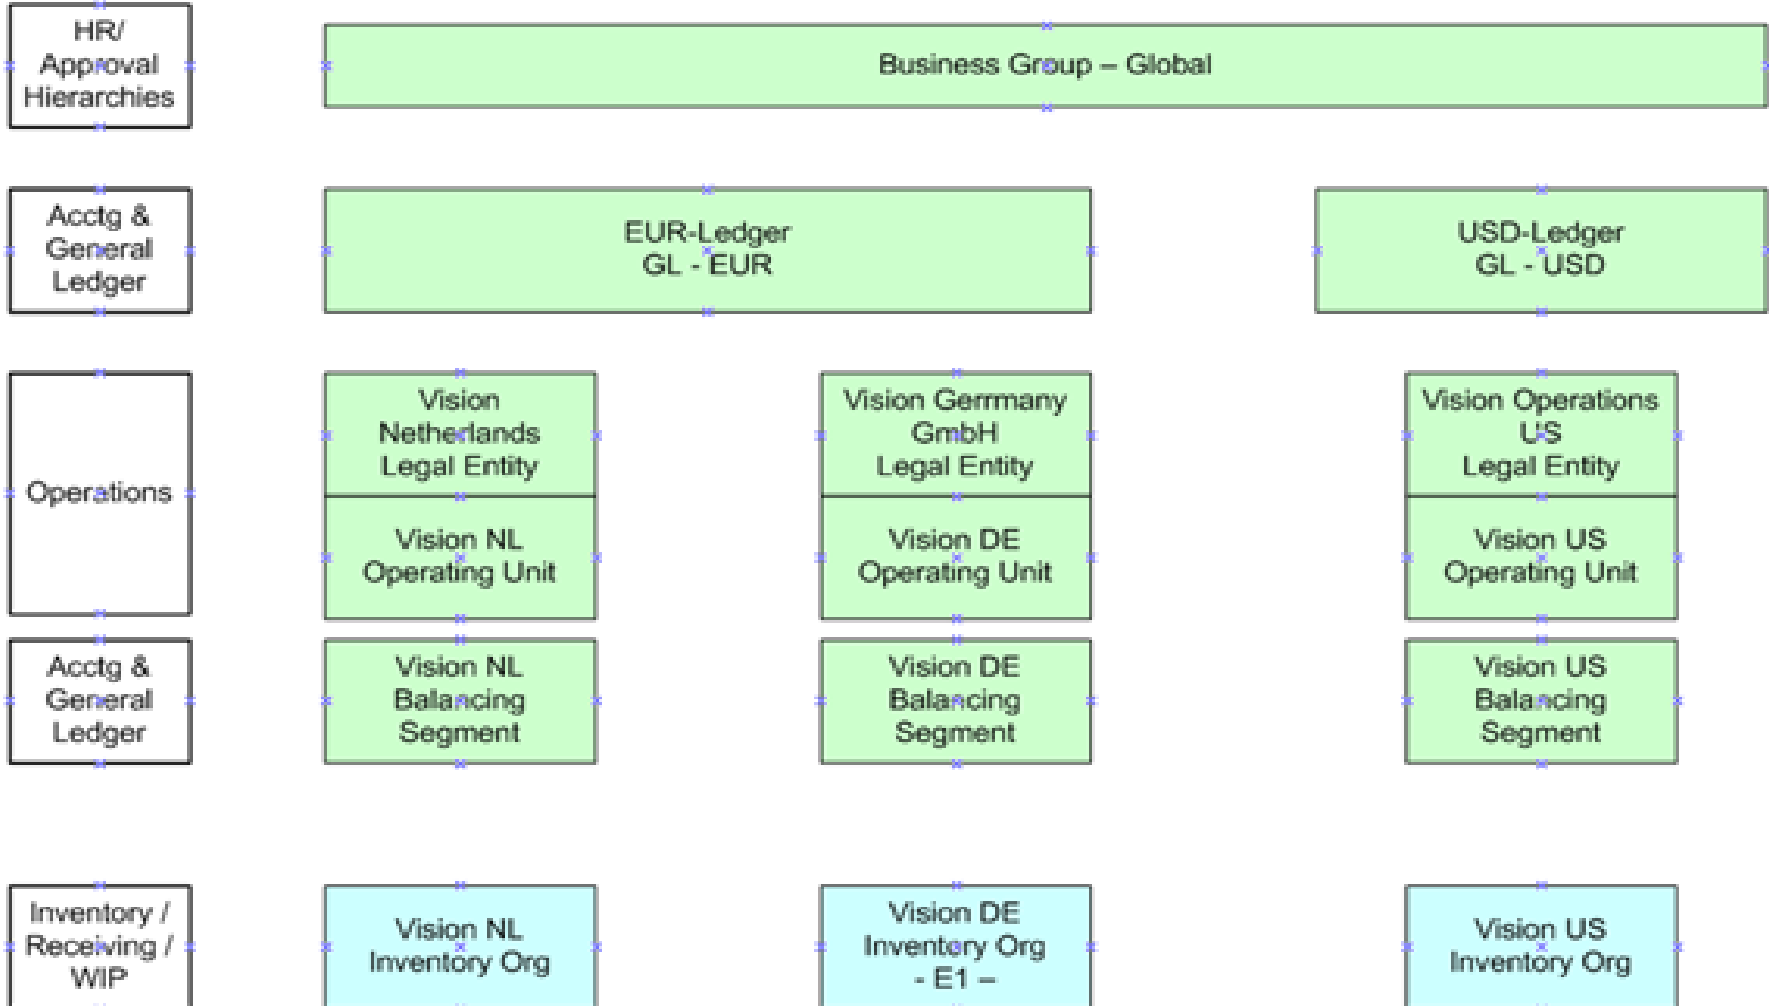 HR/
Approval
Hierarchies
Business Group – Global
Acctg &
General
Ledger
EUR-Ledger
GL - EUR
USD-Ledger
GL - USD
Operations
Vision
Netherlands
Legal Entity
Vision Gerrmany
GmbH
Legal Entity
Vision Operations
US
Legal Entity
Vision NL
Operating Unit
Vision DE
Operating Unit
Vision US
Operating Unit
Acctg &
General
Ledger
Vision NL
Balancing
Segment
Vision DE
Balancing
Segment
Vision US
Balancing
Segment
Inventory /
Receiving /
WIP
Vision NL
Inventory Org
Vision DE
Inventory Org
- E1 –
Vision US
Inventory Org